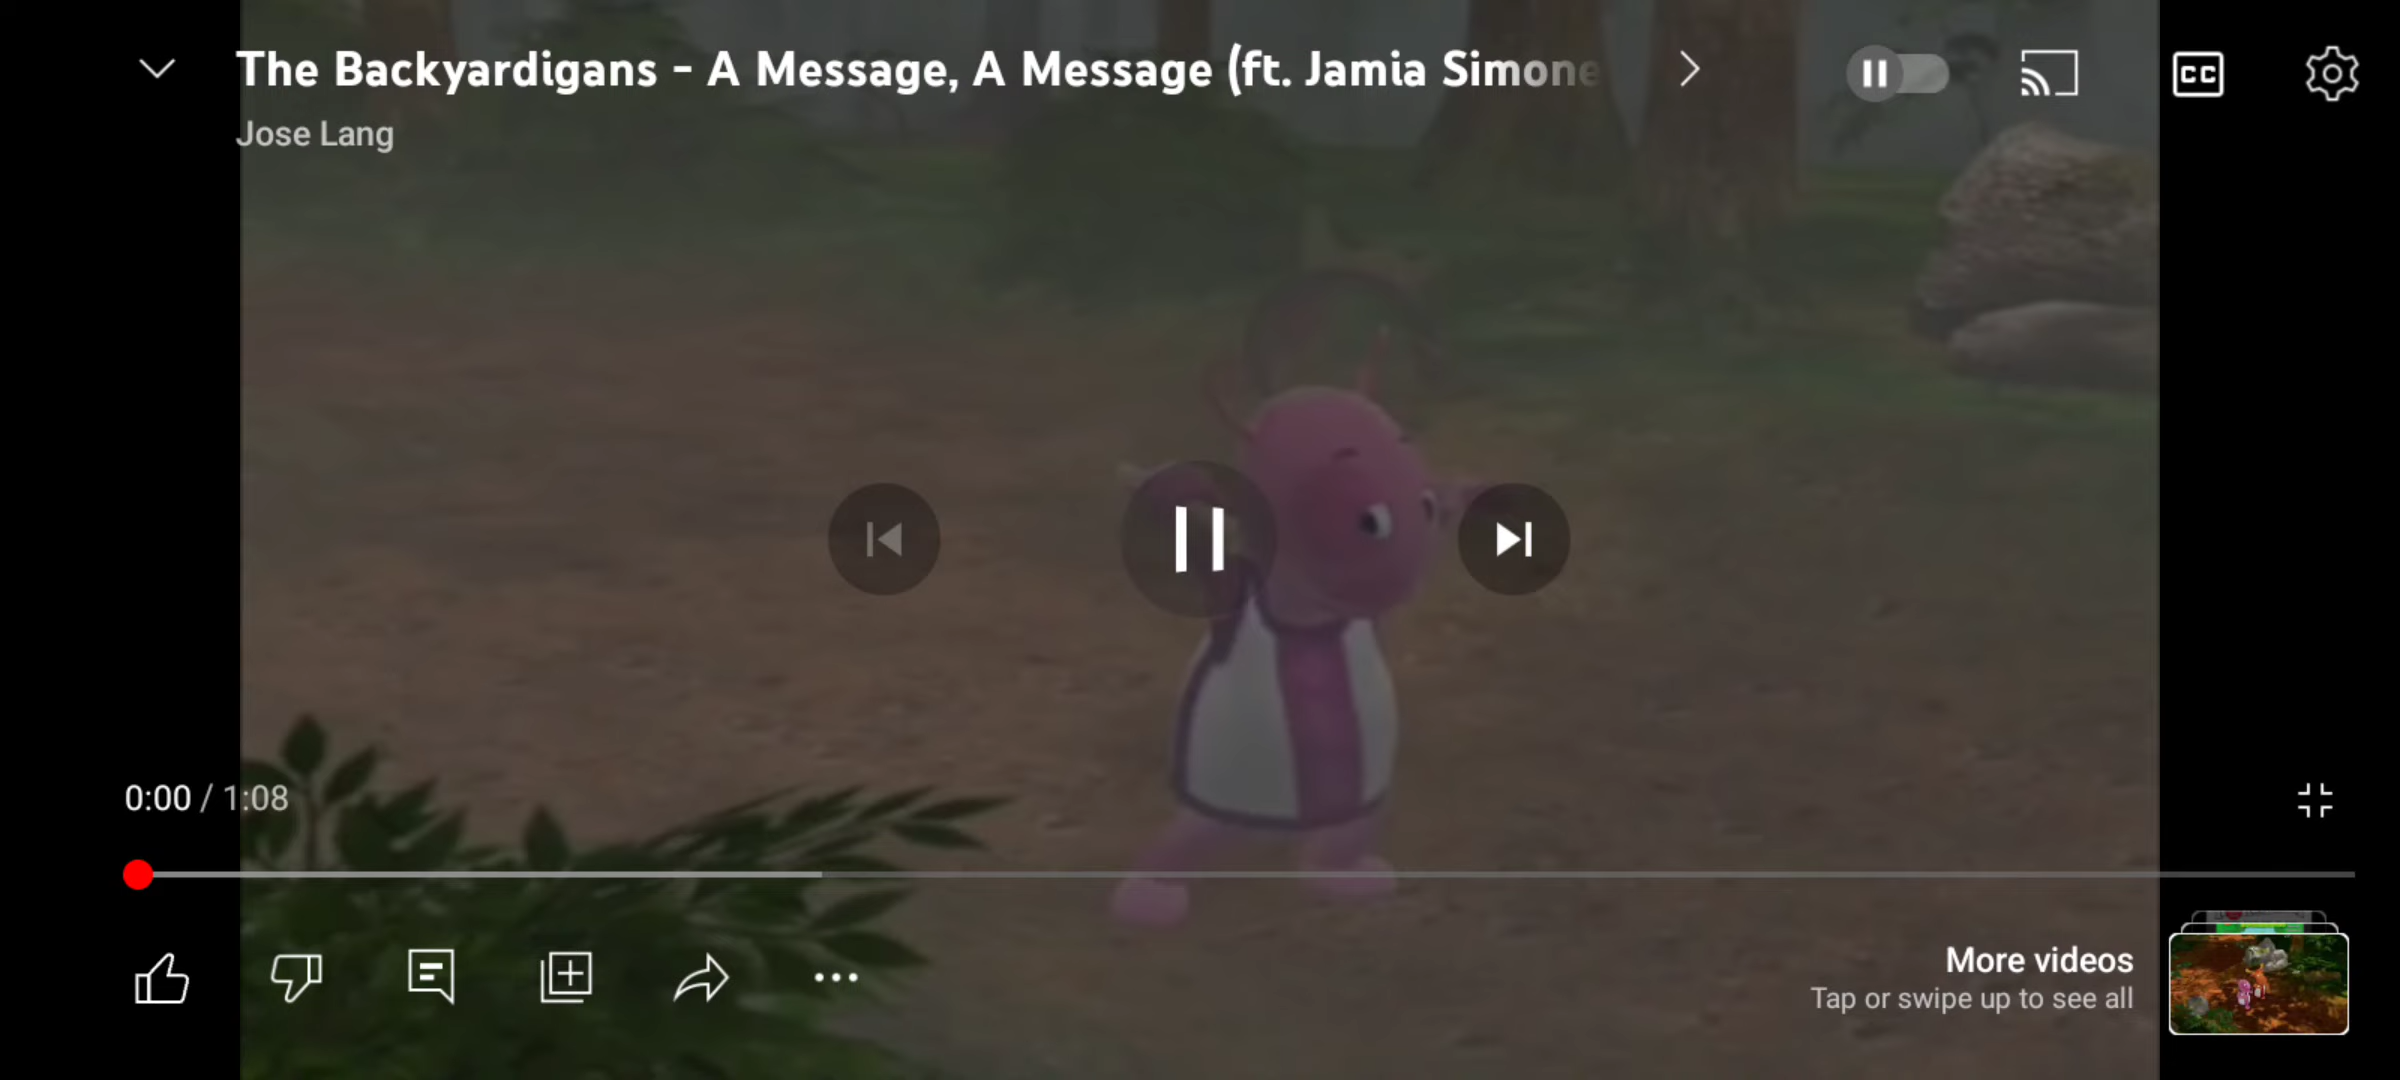 The Backyardigans - A Message, A Message (ft. Jamia Simone
CC
Jose Lang
0:00 / 1:08
More videos
Tap or swipe up to see all